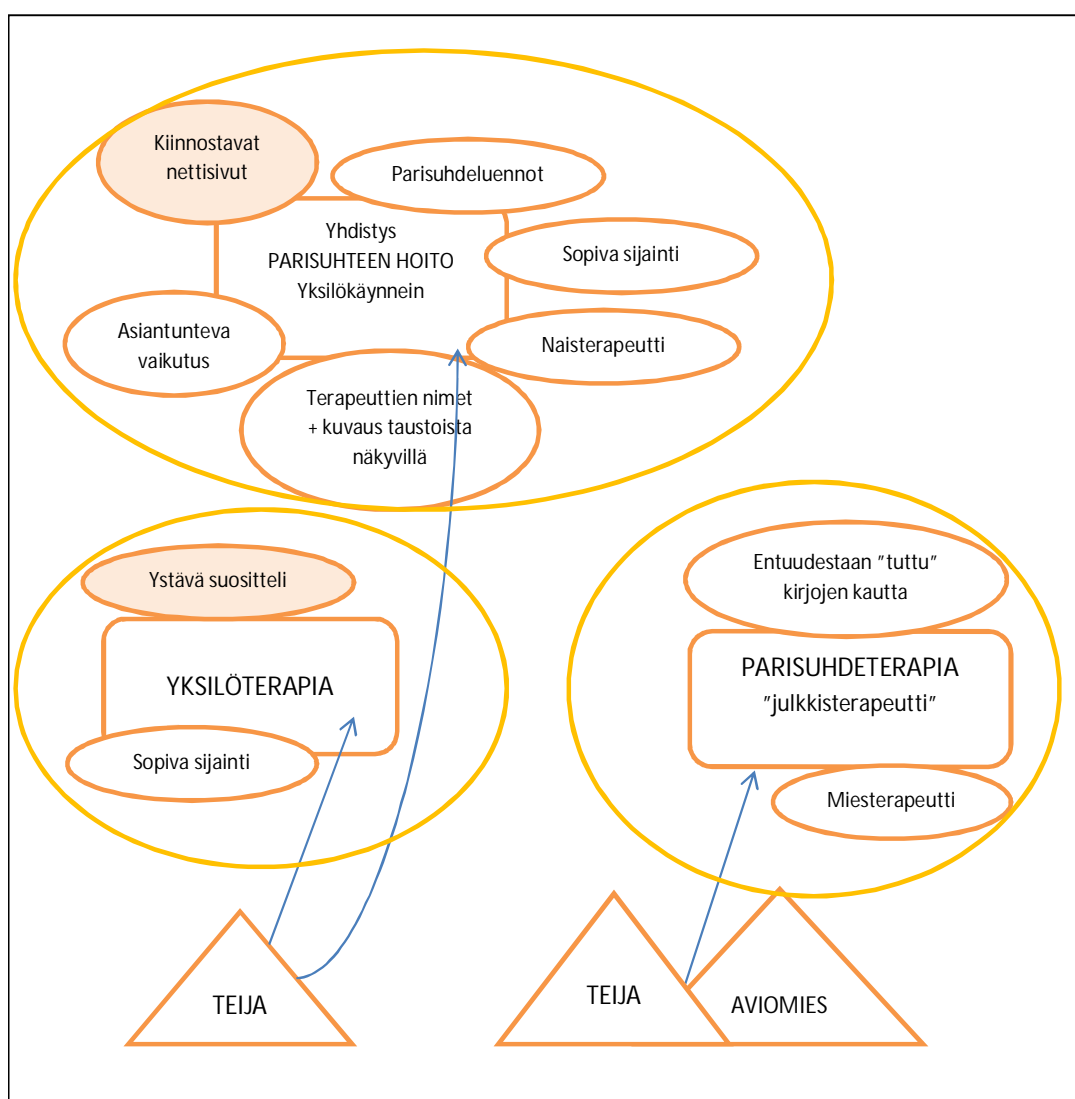 Kiinnostavat
nettisivut
Parisuhdeluennot
Yhdistys
PARISUHTEEN HOITO
Yksilökäynnein
Sopiva sijainti
Asiantunteva
vaikutus
Naisterapeutti
Terapeuttien nimet
+ kuvaus taustoista
näkyvillä
Ystävä suositteli
YKSILÖTERAPIA
Sopiva sijainti
Entuudestaan ”tuttu”
kirjojen kautta
PARISUHDETERAPIA
”julkkisterapeutti”
Miesterapeutti
TEIJA
TEIJA
AVIOMIES